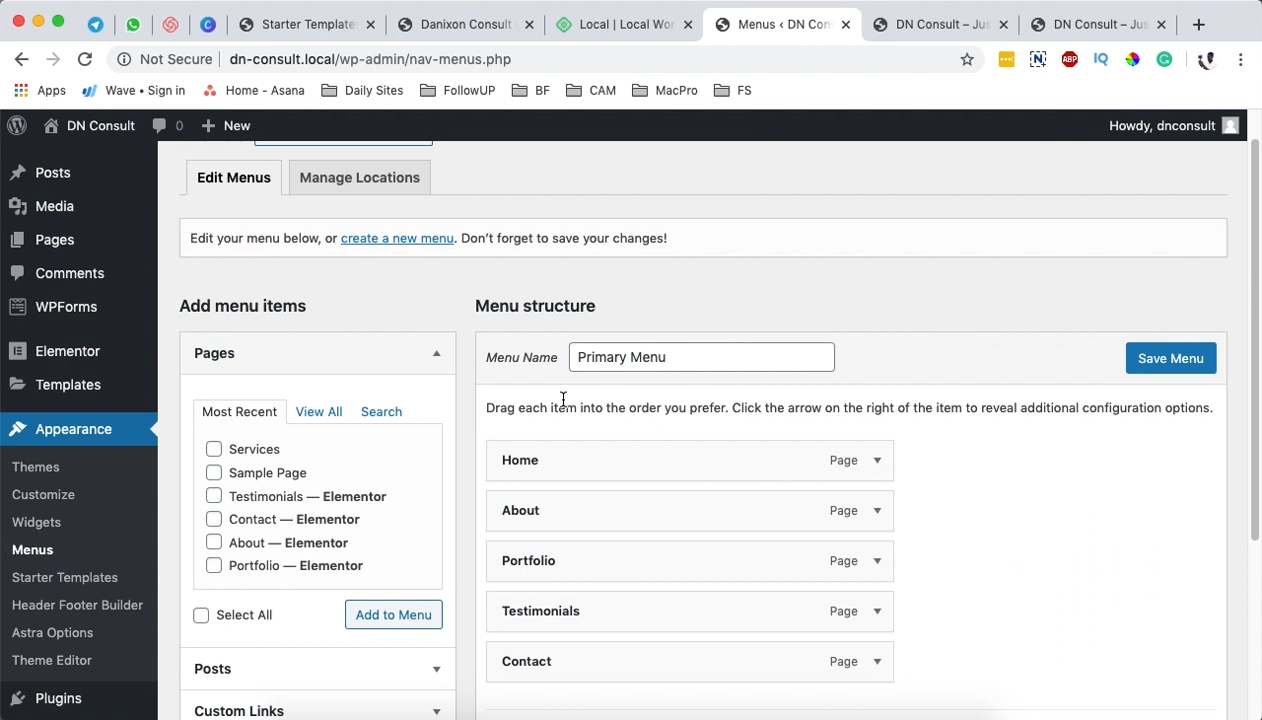 Starter Template
Danixon Consult
Local | Local Wor
Menus ‹ DN Con
DN Consult – Jus
DN Consult – Jus
Not Secure
dn-consult.local/wp-admin/nav-menus.php
ABP
IQ
Apps
Wave • Sign in
Home - Asana
Daily Sites
FollowUP
BF
CAM
MacPro
FS
DN Consult
0
New
Howdy, dnconsult
Posts
Media
Pages
Comments
WPForms
Elementor
Templates
Appearance
Themes
Customize
Widgets
Menus
Starter Templates
Header Footer Builder
Astra Options
Theme Editor
Plugins
Edit Menus
Manage Locations
Edit your menu below, or create a new menu. Don't forget to save your changes!
Add menu items
Pages
Most Recent
View All
Search
Services
Sample Page
Testimonials — Elementor
Contact — Elementor
About — Elementor
Portfolio — Elementor
Select All
Add to Menu
Posts
Custom Links
Menu structure
Menu Name
Primary Menu
Save Menu
Drag each item into the order you prefer. Click the arrow on the right of the item to reveal additional configuration options.
Home Page
About Page
Portfolio Page
Testimonials Page
Contact Page